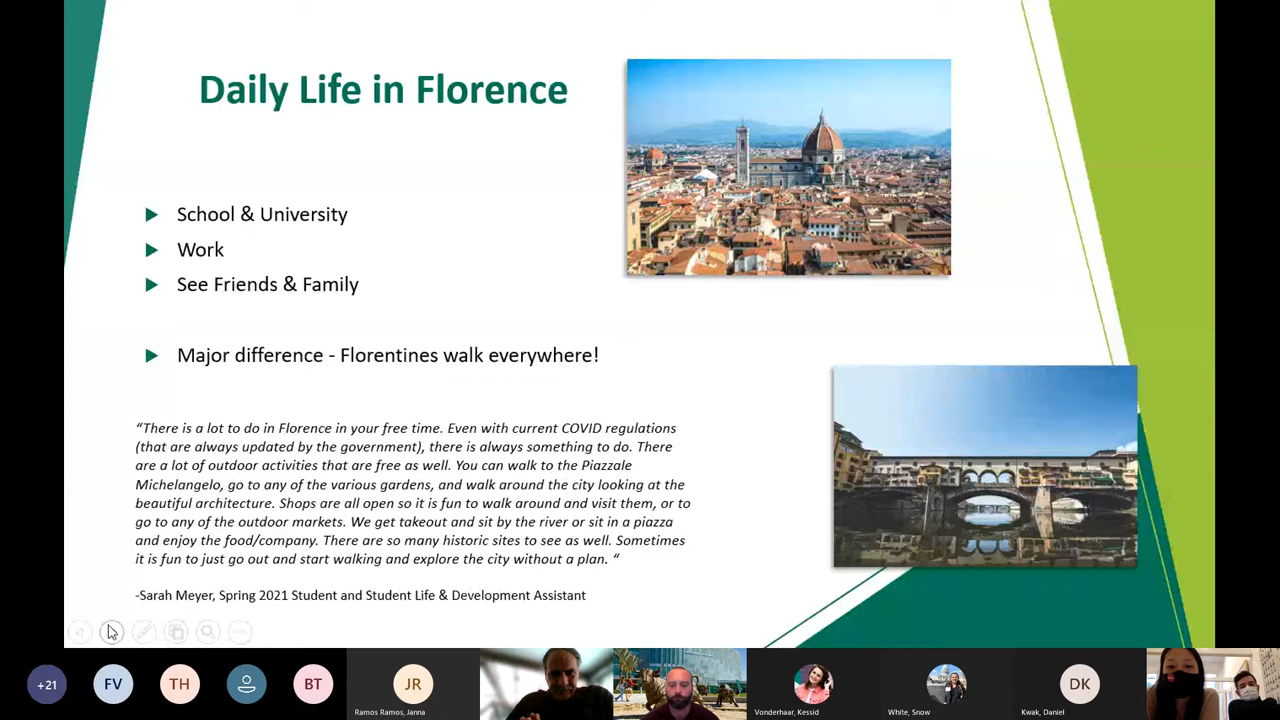 Daily Life in Florence
School & University
Work
See Friends & Family
Major difference - Florentines walk everywhere!
“There is a lot to do in Florence in your free time. Even with current COVID regulations
(that are always updated by the government), there is always something to do. There
are a lot of outdoor activities that are free as well. You can walk to the Piazzale
Michelangelo, go to any of the various gardens, and walk around the city looking at the
beautiful architecture. Shops are all open so it is fun to walk around and visit them, or to
go to any of the outdoor markets. We get takeout and sit by the river or sit in a piazza
and enjoy the food/company. There are so many historic sites to see as well. Sometimes
it is fun to just go out and start walking and explore the city without a plan. “
-Sarah Meyer, Spring 2021 Student and Student Life & Development Assistant
+21
FV
TH
BT
JR
DK
Ramos Ramos, Janna
Vonderhaar, Kessid
White, Snow
Kwak, Daniel